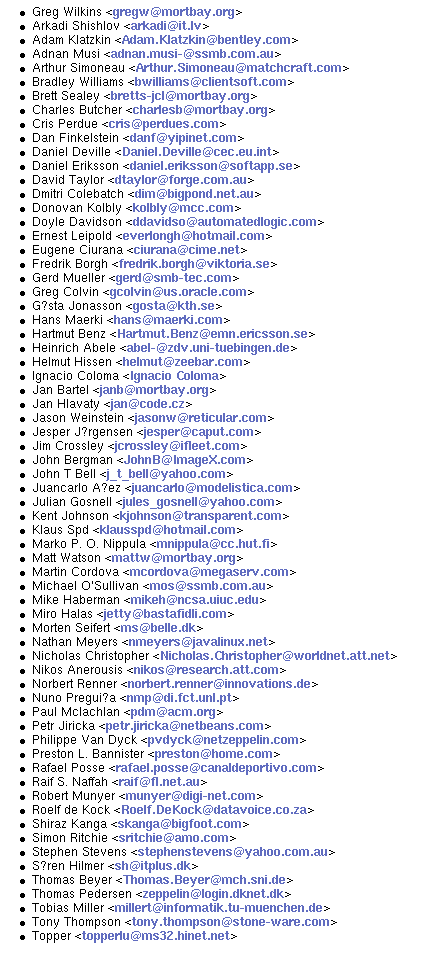 Greg Wilkins <gregw@mortbay.org>
Arkadi Shishlov <arkadi@it.lv>
Adam Klatzkin <Adam.Klatzkin@bentley.com>
Adnan Musi <adnan.musi-@ssmb.com.au>
Arthur Simoneau <Arthur.Simoneau@matchcraft.com>
Bradley Williams <bwilliams@clientsoft.com>
Brett Sealey <bretts-jcl@mortbay.org>
Charles Butcher <charlesb@mortbay.org>
Cris Perdue <cris@perdues.com>
Dan Finkelstein <danf@yipinet.com>
Daniel Deville <Daniel.Deville@cec.eu.int>
Daniel Eriksson <daniel.eriksson@softapp.se>
David Taylor <dtaylor@forge.com.au>
Dmitri Colebatch <dim@bigpond.net.au>
Donovan Kolbly <kolbly@mcc.com>
Doyle Davidson <ddavidso@automatedlogic.com>
Ernest Leipold <everlongh@hotmail.com>
Eugene Ciurana <ciurana@cime.net>
Fredrik Borgh <fredrik.borgh@viktoria.se>
Gerd Mueller <gerd@smb-tec.com>
Greg Colvin <gcolvin@us.oracle.com>
G?sta Jonasson <gosta@kth.se>
Hans Maerki <hans@maerki.com>
Hartmut Benz <Hartmut.Benz@emn.ericsson.se>
Heinrich Abele <abel-@zdv.uni-tuebingen.de>
Helmut Hissen <helmut@zeebar.com>
Ignacio Coloma <Ignacio Coloma>
Jan Bartel <janb@mortbay.org>
Jan Hlavaty <jan@code.cz>
Jason Weinstein <jasonw@reticular.com>
Jesper J?rgensen <jesper@caput.com>
Jim Crossley <jcrossley@ifleet.com>
John Bergman <JohnB@ImageX.com>
John T Bell <j_t_bell@yahoo.com>
Juancarlo A?ez <juancarlo@modelistica.com>
Julian Gosnell <jules_gosnell@yahoo.com>
Kent Johnson <kjohnson@transparent.com>
Klaus Spd <klausspd@hotmail.com>
Marko P. O. Nippula <mnippula@cc.hut.fi>
Matt Watson <mattw@mortbay.org>
Martin Cordova <mcordova@megaserv.com>
Michael O'Sullivan <mos@ssmb.com.au>
Mike Haberman <mikeh@ncsa.uiuc.edu>
Miro Halas <jetty@bastafidli.com>
Morten Seifert <ms@belle.dk>
Nathan Meyers <nmeyers@javalinux.net>
Nicholas Christopher <Nicholas.Christopher@worldnet.att.net>
Nikos Anerousis <nikos@research.att.com>
Norbert Renner <norbert.renner@innovations.de>
Nuno Pregui?a <nmp@di.fct.unl.pt>
Paul Mclachlan <pdm@acm.org>
Petr Jiricka <petr.jiricka@netbeans.com>
Philippe Van Dyck <pvdyck@netzeppelin.com>
Preston L. Bannister <preston@home.com>
Rafael Posse <rafael.posse@canaldeportivo.com>
Raif S. Naffah <raif@fl.net.au>
Robert Munyer <munyer@digi-net.com>
Roelf de Kock <Roelf.DeKock@datavoice.co.za>
Shiraz Kanga <skanga@bigfoot.com>
Simon Ritchie <sritchie@amo.com>
Stephen Stevens <stephenstevens@yahoo.com.au>
S?ren Hilmer <sh@itplus.dk>
Thomas Beyer <Thomas.Beyer@mch.sni.de>
Thomas Pedersen <zeppelin@login.dknet.dk>
Tobias Miller <millert@informatik.tu-muenchen.de>
Tony Thompson <tony.thompson@stone-ware.com>
Topper <topperlu@ms32.hinet.net>